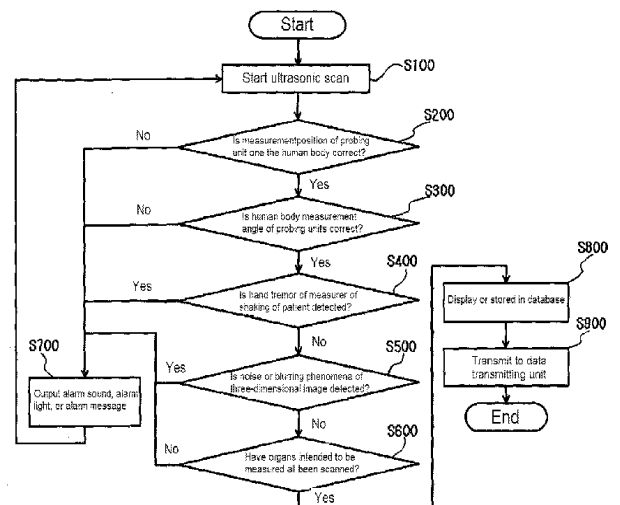 Start
Start ultrasonic scan
S100
S200
No
Is measurementposition of probing
unit one the human body correct?
Yes
S300
No
Is human body measurement
angle of probing units correct?
Yes
S400
Yes
Is hand tremor of measurer of
shaking of patient detected?
No
S500
Yes
Is noise or blurring phenomena of
three-dimensional image detected?
No
S600
No
Have organs intended to be
measured all been scanned?
Yes
S700
Output alarm sound, alarm
light, or alarm message
S800
Display or stored in database
S900
Transmit to data
transmitting unit
End